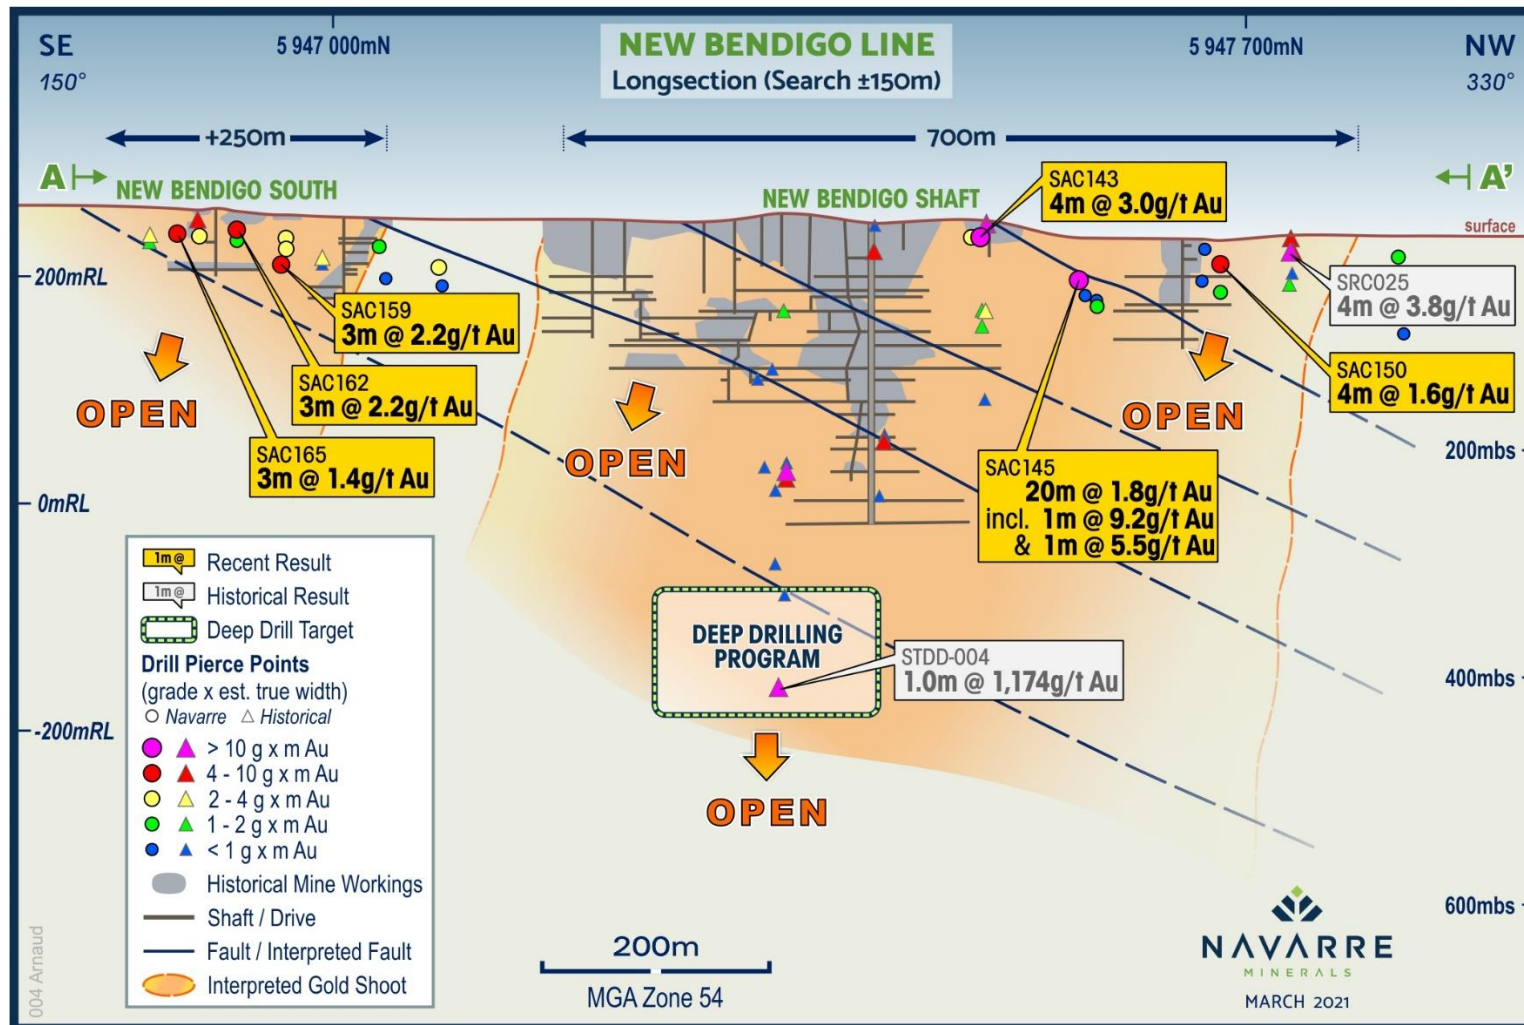 SE
150°
5 947 000mN
NEW BENDIGO LINE
Longsection (Search ±150m)
5 947 700mN
NW
330°
+250m
700m
A
NEW BENDIGO SOUTH
NEW BENDIGO SHAFT
A'
surface
SAC143
4m @ 3.0g/t Au
200mRL
SRC025
4m @ 3.8g/t Au
SAC159
3m @ 2.2g/t Au
SAC162
3m @ 2.2g/t Au
SAC150
4m @ 1.6g/t Au
OPEN
OPEN
OPEN
SAC165
3m @ 1.4g/t Au
200mbs
SAC145
20m @ 1.8g/t Au
incl. 1m @ 9.2g/t Au
& 1m @ 5.5g/t Au
0mRL
DEEP DRILLING
PROGRAM
STDD-004
1.0m @ 1,174g/t Au
400mbs
-200mRL
OPEN
600mbs
1m @ Recent Result
1m @ Historical Result
Deep Drill Target
Drill Pierce Points
(grade x est. true width)
Navarre Historical
> 10 g x m Au
4 - 10 g x m Au
2 - 4 g x m Au
1 - 2 g x m Au
< 1 g x m Au
Historical Mine Workings
Shaft / Drive
Fault / Interpreted Fault
Interpreted Gold Shoot
004 Arnaud
200m
MGA Zone 54
NAVARRE
MINERALS
MARCH 2021